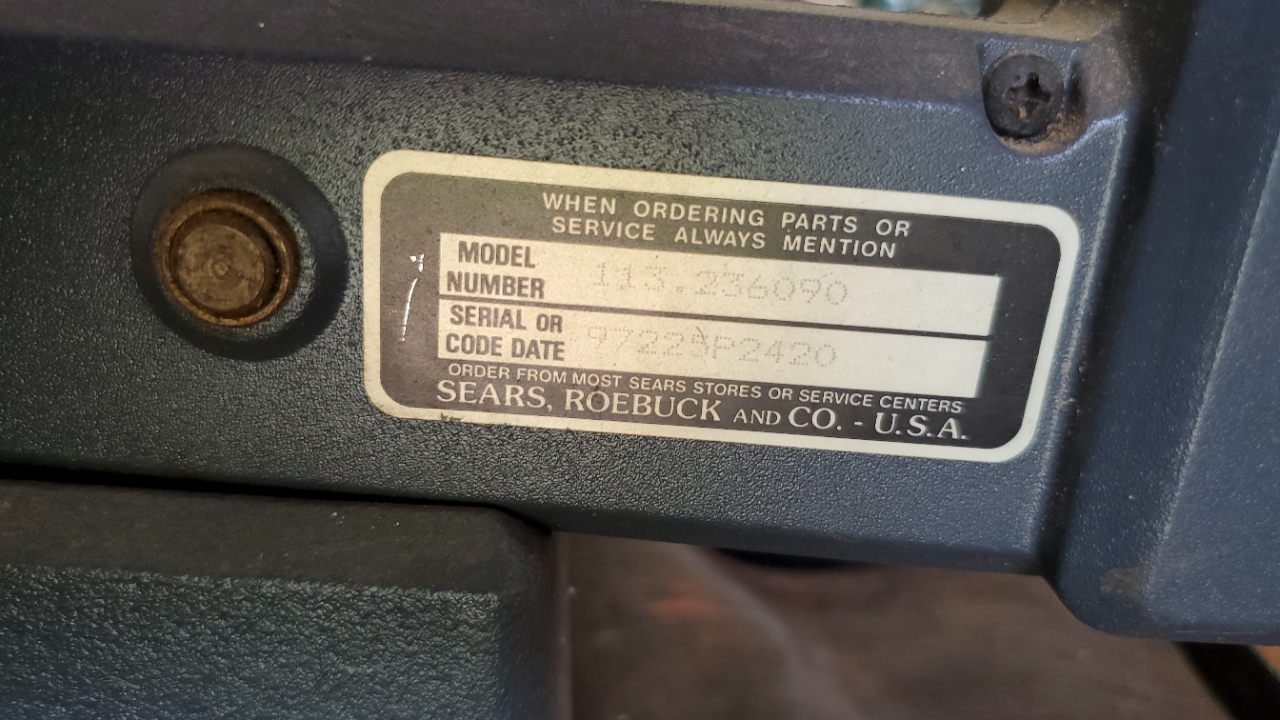 WHEN ORDERING PARTS OR
SERVICE ALWAYS MENTION
MODEL
NUMBER
113.236090
SERIAL OR
CODE DATE
ORDER FROM MOST SEARS STORES OR SERVICE CENTERS
SEARS, ROEBUCK AND CO. - U.S.A.